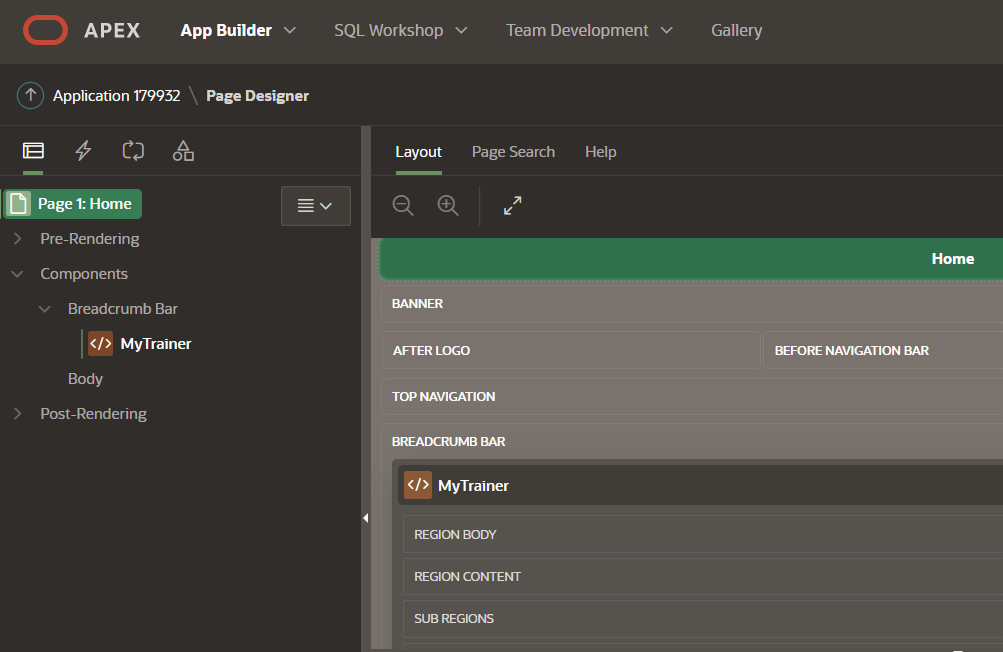 APEX App Builder SQL Workshop Team Development Gallery
Application 179932 \ Page Designer
Layout Page Search Help
Page 1: Home
Pre-Rendering
Components
Breadcrumb Bar
</> MyTrainer
Body
Post-Rendering
Home
BANNER
AFTER LOGO BEFORE NAVIGATION BAR
TOP NAVIGATION
BREADCRUMB BAR
</> MyTrainer
REGION BODY
REGION CONTENT
SUB REGIONS